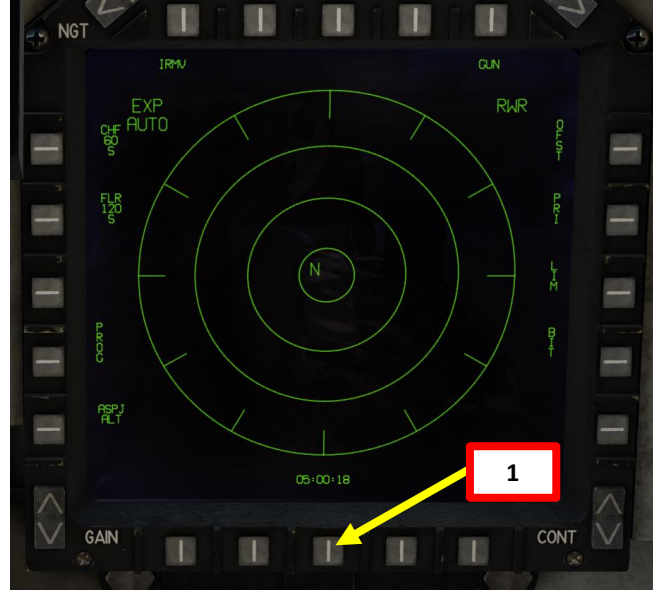 NGT
IRMV
GUN
EXP
AUTO
RWR
CHF
60
S
OFST
FLR
120
S
PRI
N
LIM
PROG
BIT
ASPJ
ALT
05:00:18
1
GAIN
CONT